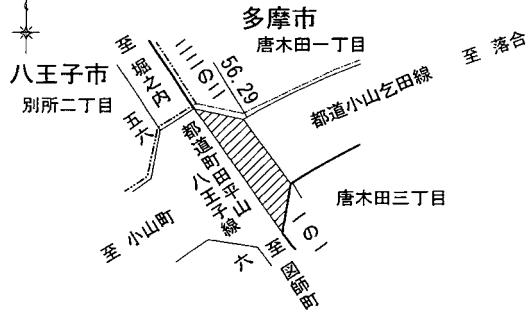 多摩市
唐木田一丁目
至 落合
八王子市
別所二丁目
至 堀之内
二二の二
56.29
都道小山乞田線
五六
都道町田平山
八王子線
唐木田三丁目
至 小山町
一の一
六
至 図師町